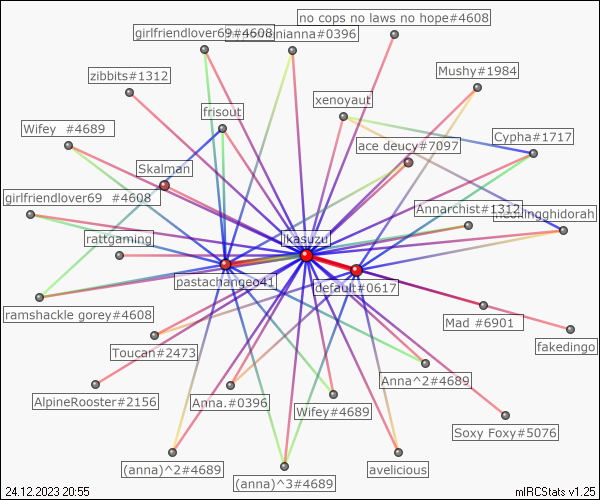 no cops no laws no hope#4608
girlfriendlover69#4608
ianna#0396
Mushy#1984
zibbits#1312
xenoyaut
frisout
Wifey #4689
Cypha#1717
ace deucy#7097
Skalman
girlfriendlover69 #4608
Annarchist#1312
ingghidorah
rattgaming
jkasuzu
pastachangeo41
default#0617
ramshackle gorey#4608
Mad #6901
fakedingo
Toucan#2473
Anna^2#4689
AlpineRooster#2156
Anna.#0396
Wifey#4689
Soxy Foxy#5076
(anna)^2#4689
avelicious
(anna)^3#4689
24.12.2023 20:55
mIRCStats v1.25